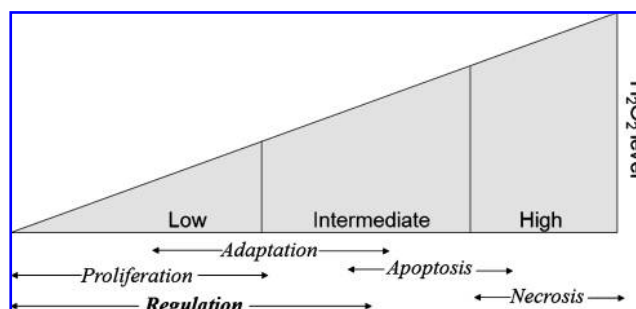 Low Intermediate High
Adaptation
Proliferation Apoptosis
Regulation Necrosis
H₂O₂ level